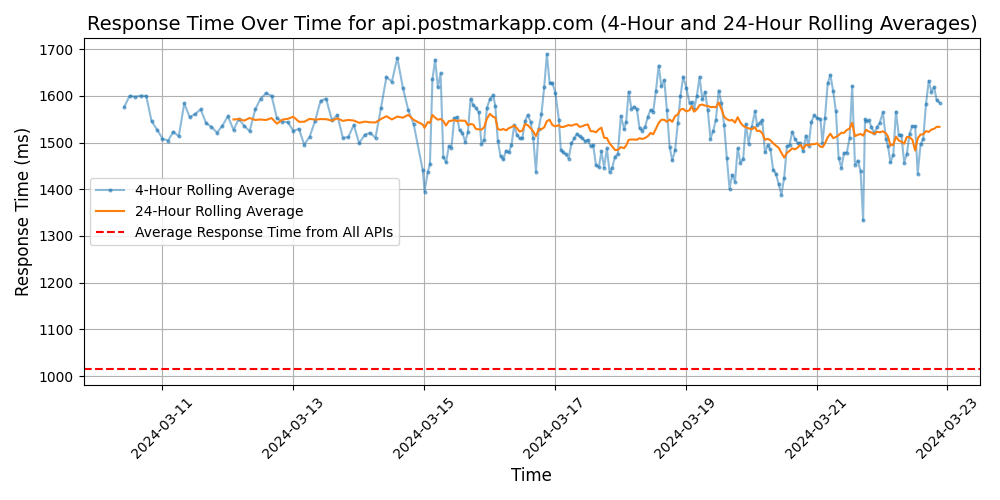 Response Time Over Time for api.postmarkapp.com (4-Hour and 24-Hour Rolling Averages)
Response Time (ms)
1700
1600
1500
1400
1300
1200
1100
1000
4-Hour Rolling Average
24-Hour Rolling Average
Average Response Time from All APIs
2024-03-11
2024-03-13
2024-03-15
2024-03-17
2024-03-19
2024-03-21
2024-03-23
Time